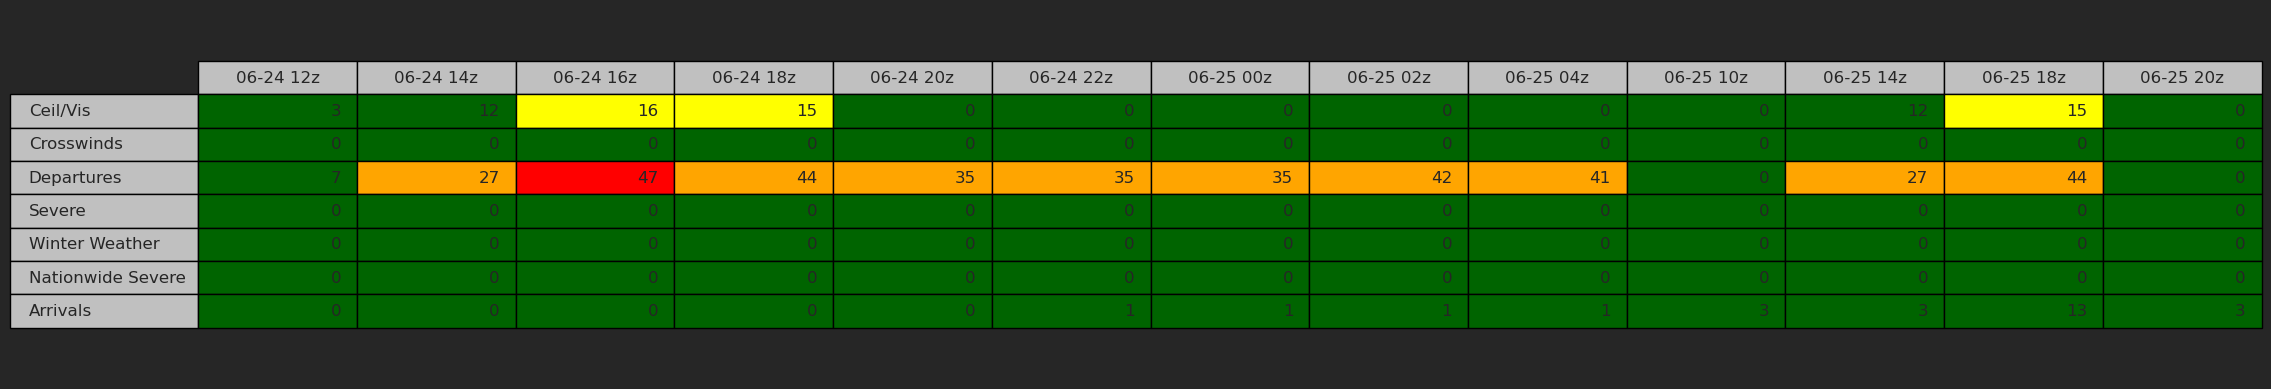 06-24 12z 06-24 14z 06-24 16z 06-24 18z 06-24 20z 06-24 22z 06-25 00z 06-25 02z 06-25 04z 06-25 10z 06-25 14z 06-25 18z 06-25 20z
Ceil/Vis 3 12 16 15 0 0 0 0 0 0 12 15 0
Crosswinds 0 0 0 0 0 0 0 0 0 0 0 0 0
Departures 7 27 47 44 35 35 35 42 41 0 27 44 0
Severe 0 0 0 0 0 0 0 0 0 0 0 0 0
Winter Weather 0 0 0 0 0 0 0 0 0 0 0 0 0
Nationwide Severe 0 0 0 0 0 0 0 0 0 0 0 0 0
Arrivals 0 0 0 0 0 1 1 1 1 3 3 13 3